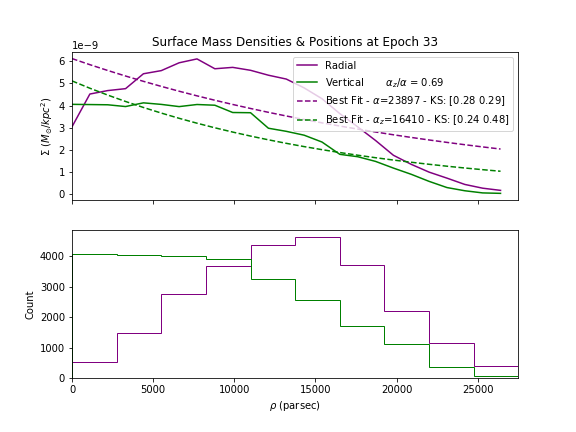 Surface Mass Densities & Positions at Epoch 33
1e−9
6
5
4
3
2
1
0
Σ (M⊙/kpc²)
Radial
Vertical α_z/α = 0.69
Best Fit - α=23897 - KS: [0.28 0.29]
Best Fit - α_z=16410 - KS: [0.24 0.48]
4000
3000
2000
1000
0
Count
0 5000 10000 15000 20000 25000
ρ (parsec)